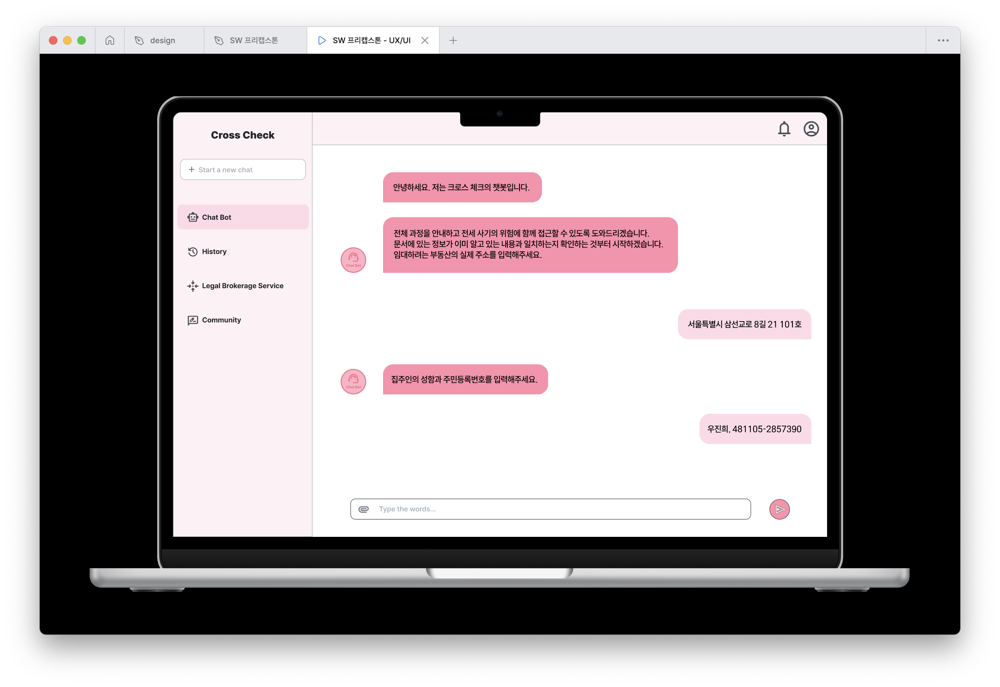 design
SW 프리캡스톤
SW 프리캡스톤 - UX/UI
Cross Check
Start a new chat
Chat Bot
History
Legal Brokerage Service
Community
안녕하세요. 저는 크로스 체크의 챗봇입니다.
전체 과정을 안내하고 전세 사기의 위험에 함께 접근할 수 있도록 도와드리겠습니다.
문서에 있는 정보가 이미 알고 있는 내용과 일치하는지 확인하는 것부터 시작하겠습니다.
임대하려는 부동산의 실제 주소를 입력해주세요.
Chat Bot
서울특별시 삼선교로 8길 21 101호
집주인의 성함과 주민등록번호를 입력해주세요.
Chat Bot
우진희, 481105-2857390
Type the words...